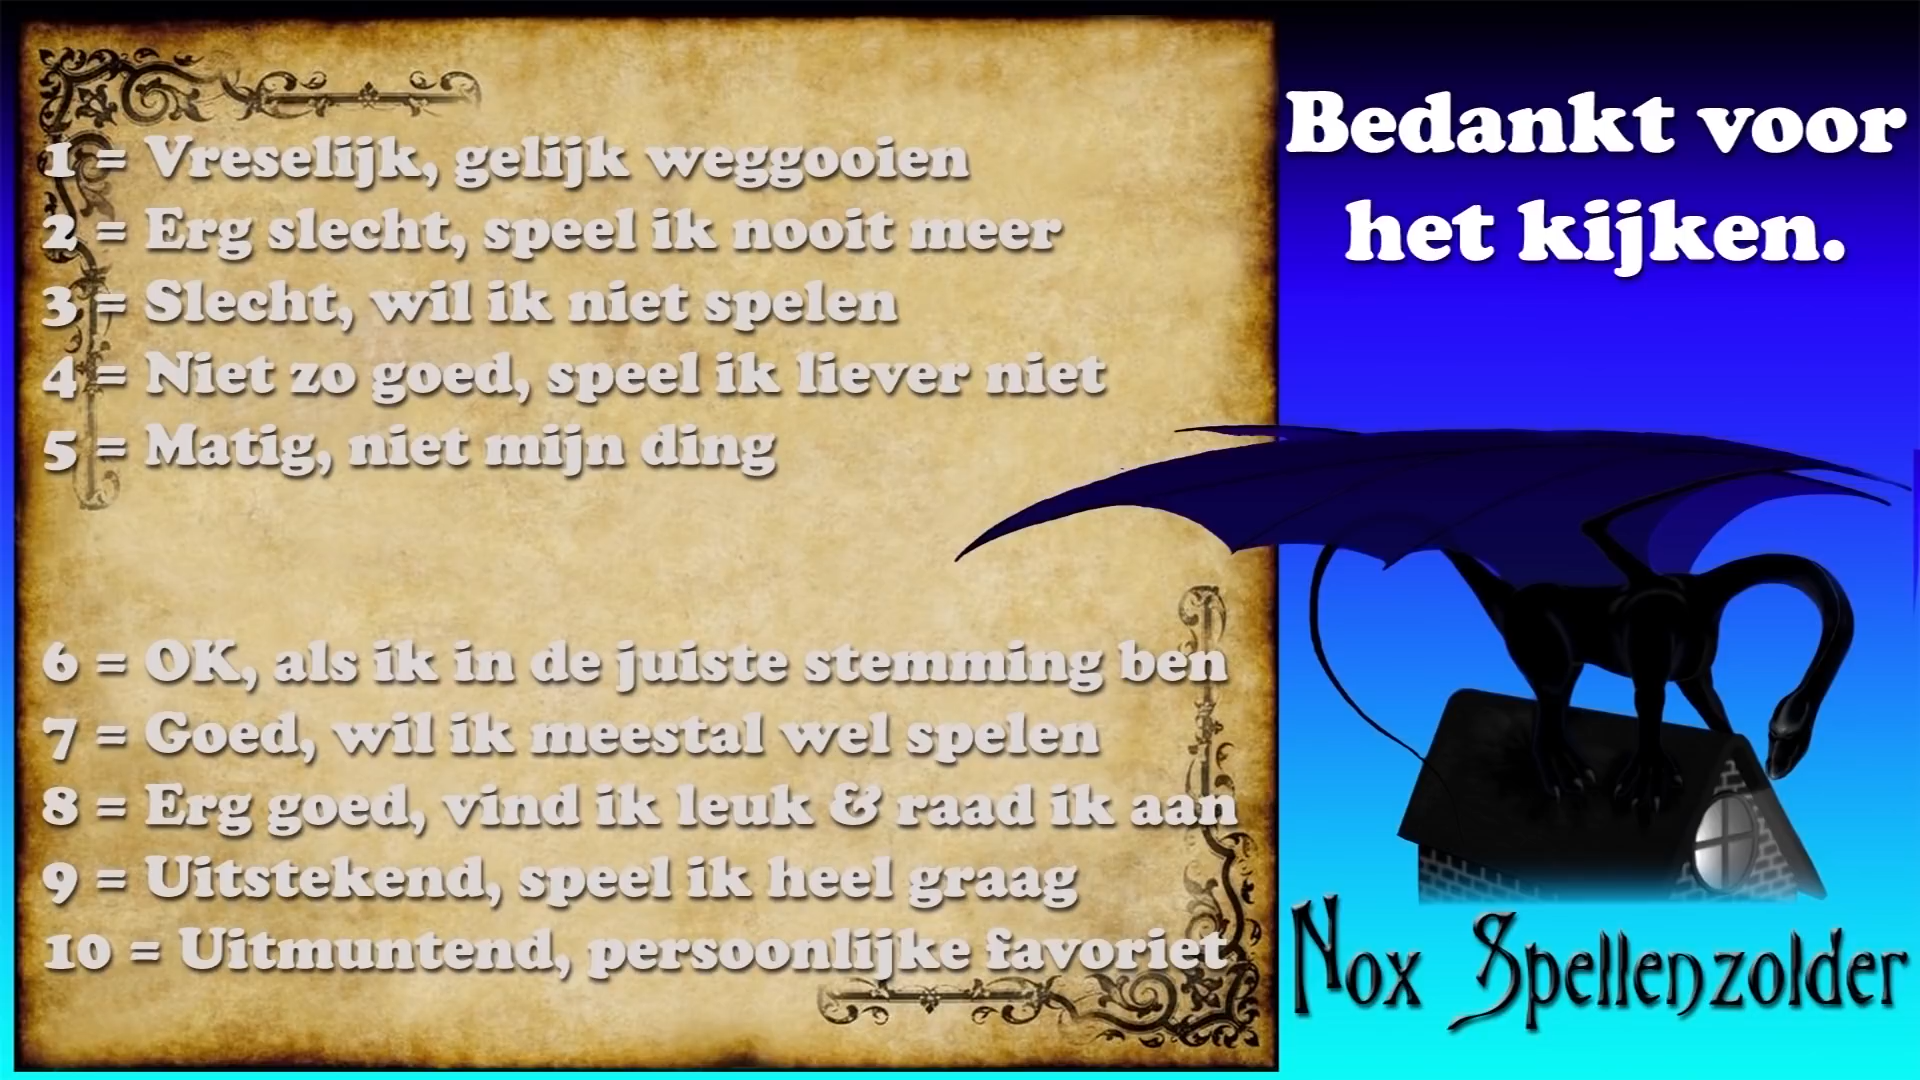 1 = Vreselijk, gelijk weggooien
2 = Erg slecht, speel ik nooit meer
3 = Slecht, wil ik niet spelen
4 = Niet zo goed, speel ik liever niet
5 = Matig, niet mijn ding
6 = OK, als ik in de juiste stemming ben
7 = Goed, wil ik meestal wel spelen
8 = Erg goed, vind ik leuk & raad ik aan
9 = Uitstekend, speel ik heel graag
10 = Uitmuntend, persoonlijke favoriet
Bedankt voor
het kijken.
Nox Spellenzolder